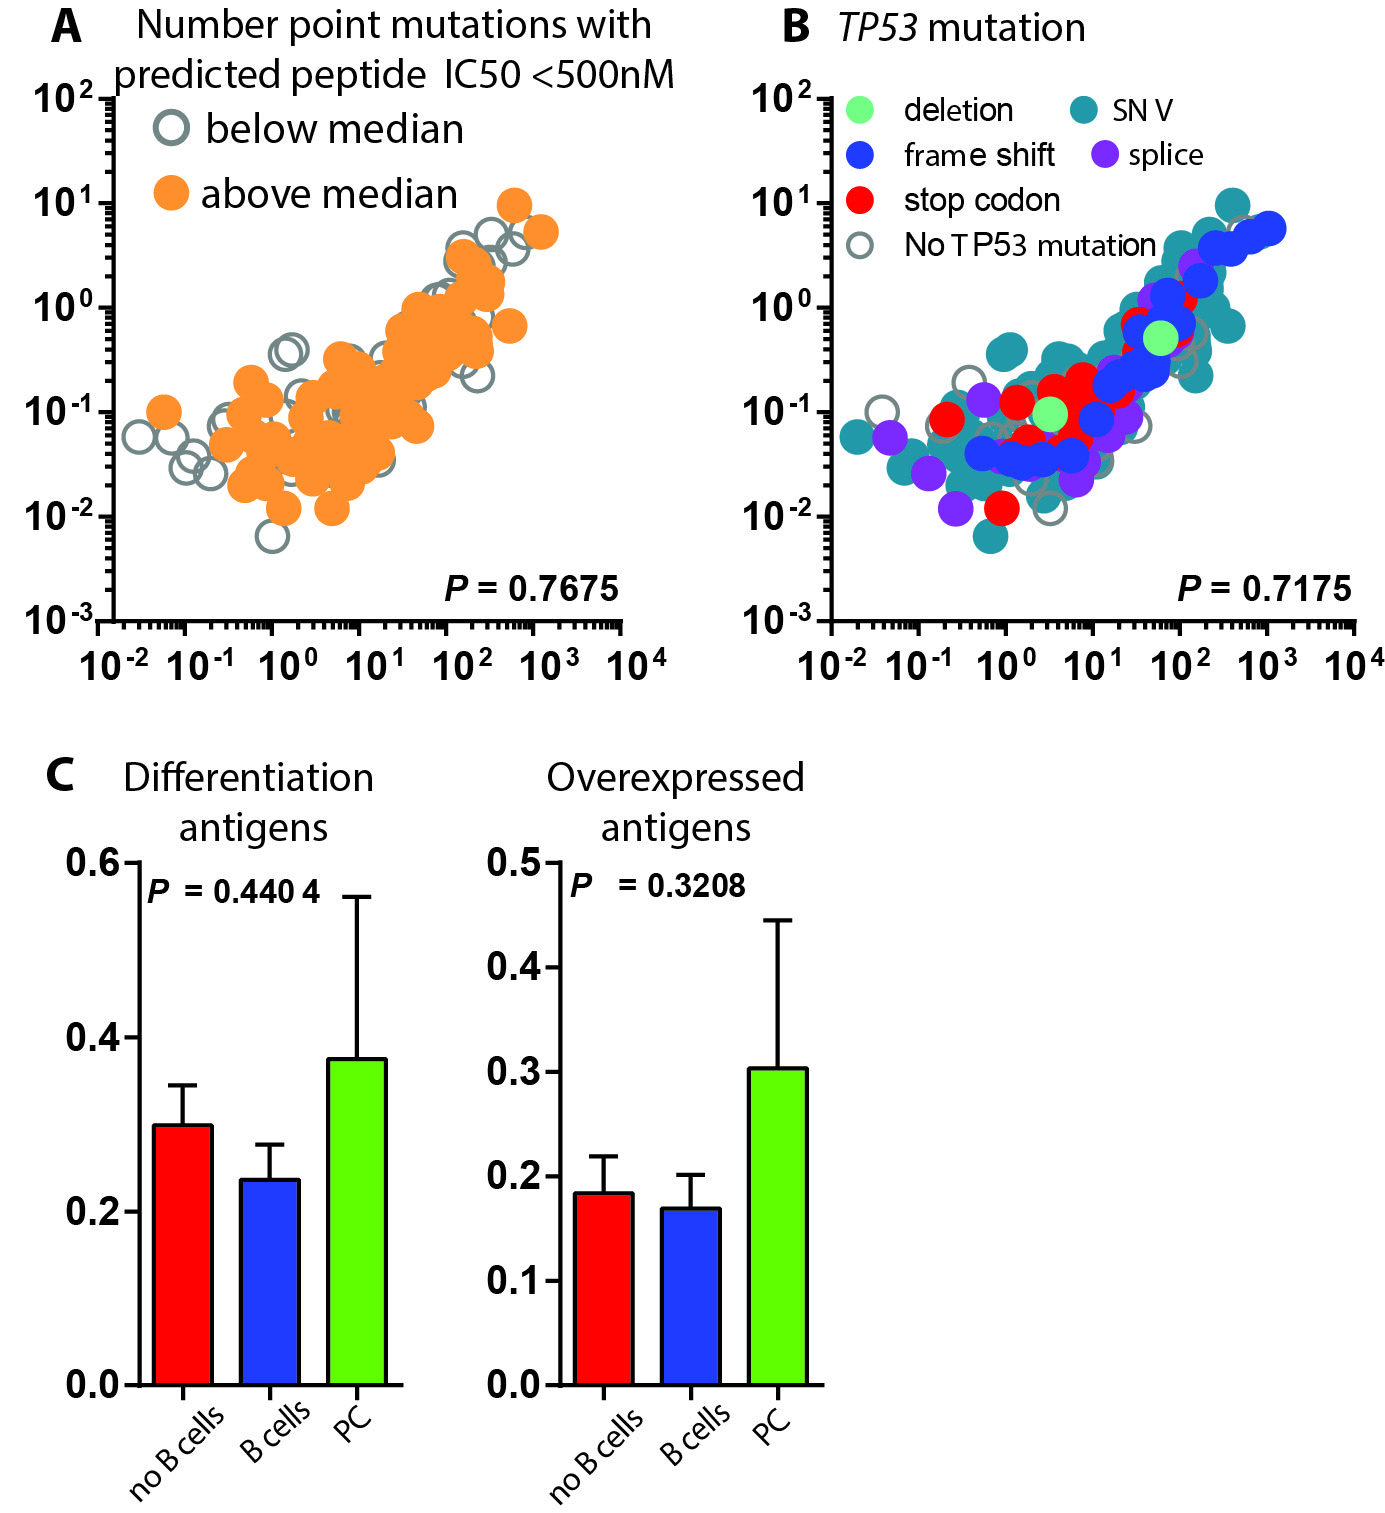 A Number point mutations with
predicted peptide IC50 <500nM
below median
above median
10² 10¹ 10⁰ 10⁻¹ 10⁻² 10⁻³
P = 0.7675
10⁻² 10⁻¹ 10⁰ 10¹ 10² 10³ 10⁴
B TP53 mutation
deletion SNV
frame shift splice
stop codon
No TP53 mutation
10² 10¹ 10⁰ 10⁻¹ 10⁻² 10⁻³
P = 0.7175
10⁻² 10⁻¹ 10⁰ 10¹ 10² 10³ 10⁴
C Differentiation
antigens
P = 0.440 4
0.6
0.4
0.2
0.0
no B cells B cells PC
Overexpressed
antigens
P = 0.3208
0.5
0.4
0.3
0.2
0.1
0.0
no B cells B cells PC